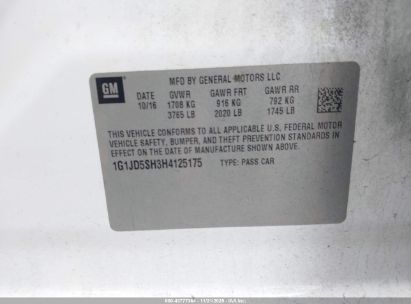 GM
MFD BY GENERAL MOTORS LLC
DATE GVWR GAWR FRT GAWR RR
10/16 1708 KG 916 KG 792 KG
3765 LB 2020 LB 1745 LB
THIS VEHICLE CONFORMS TO ALL APPLICABLE U.S. FEDERAL MOTOR
VEHICLE SAFETY, BUMPER, AND THEFT PREVENTION STANDARDS IN
EFFECT ON THE DATE OF MANUFACTURE SHOWN ABOVE.
1G1JD5SH3H4125175 TYPE: PASS CAR